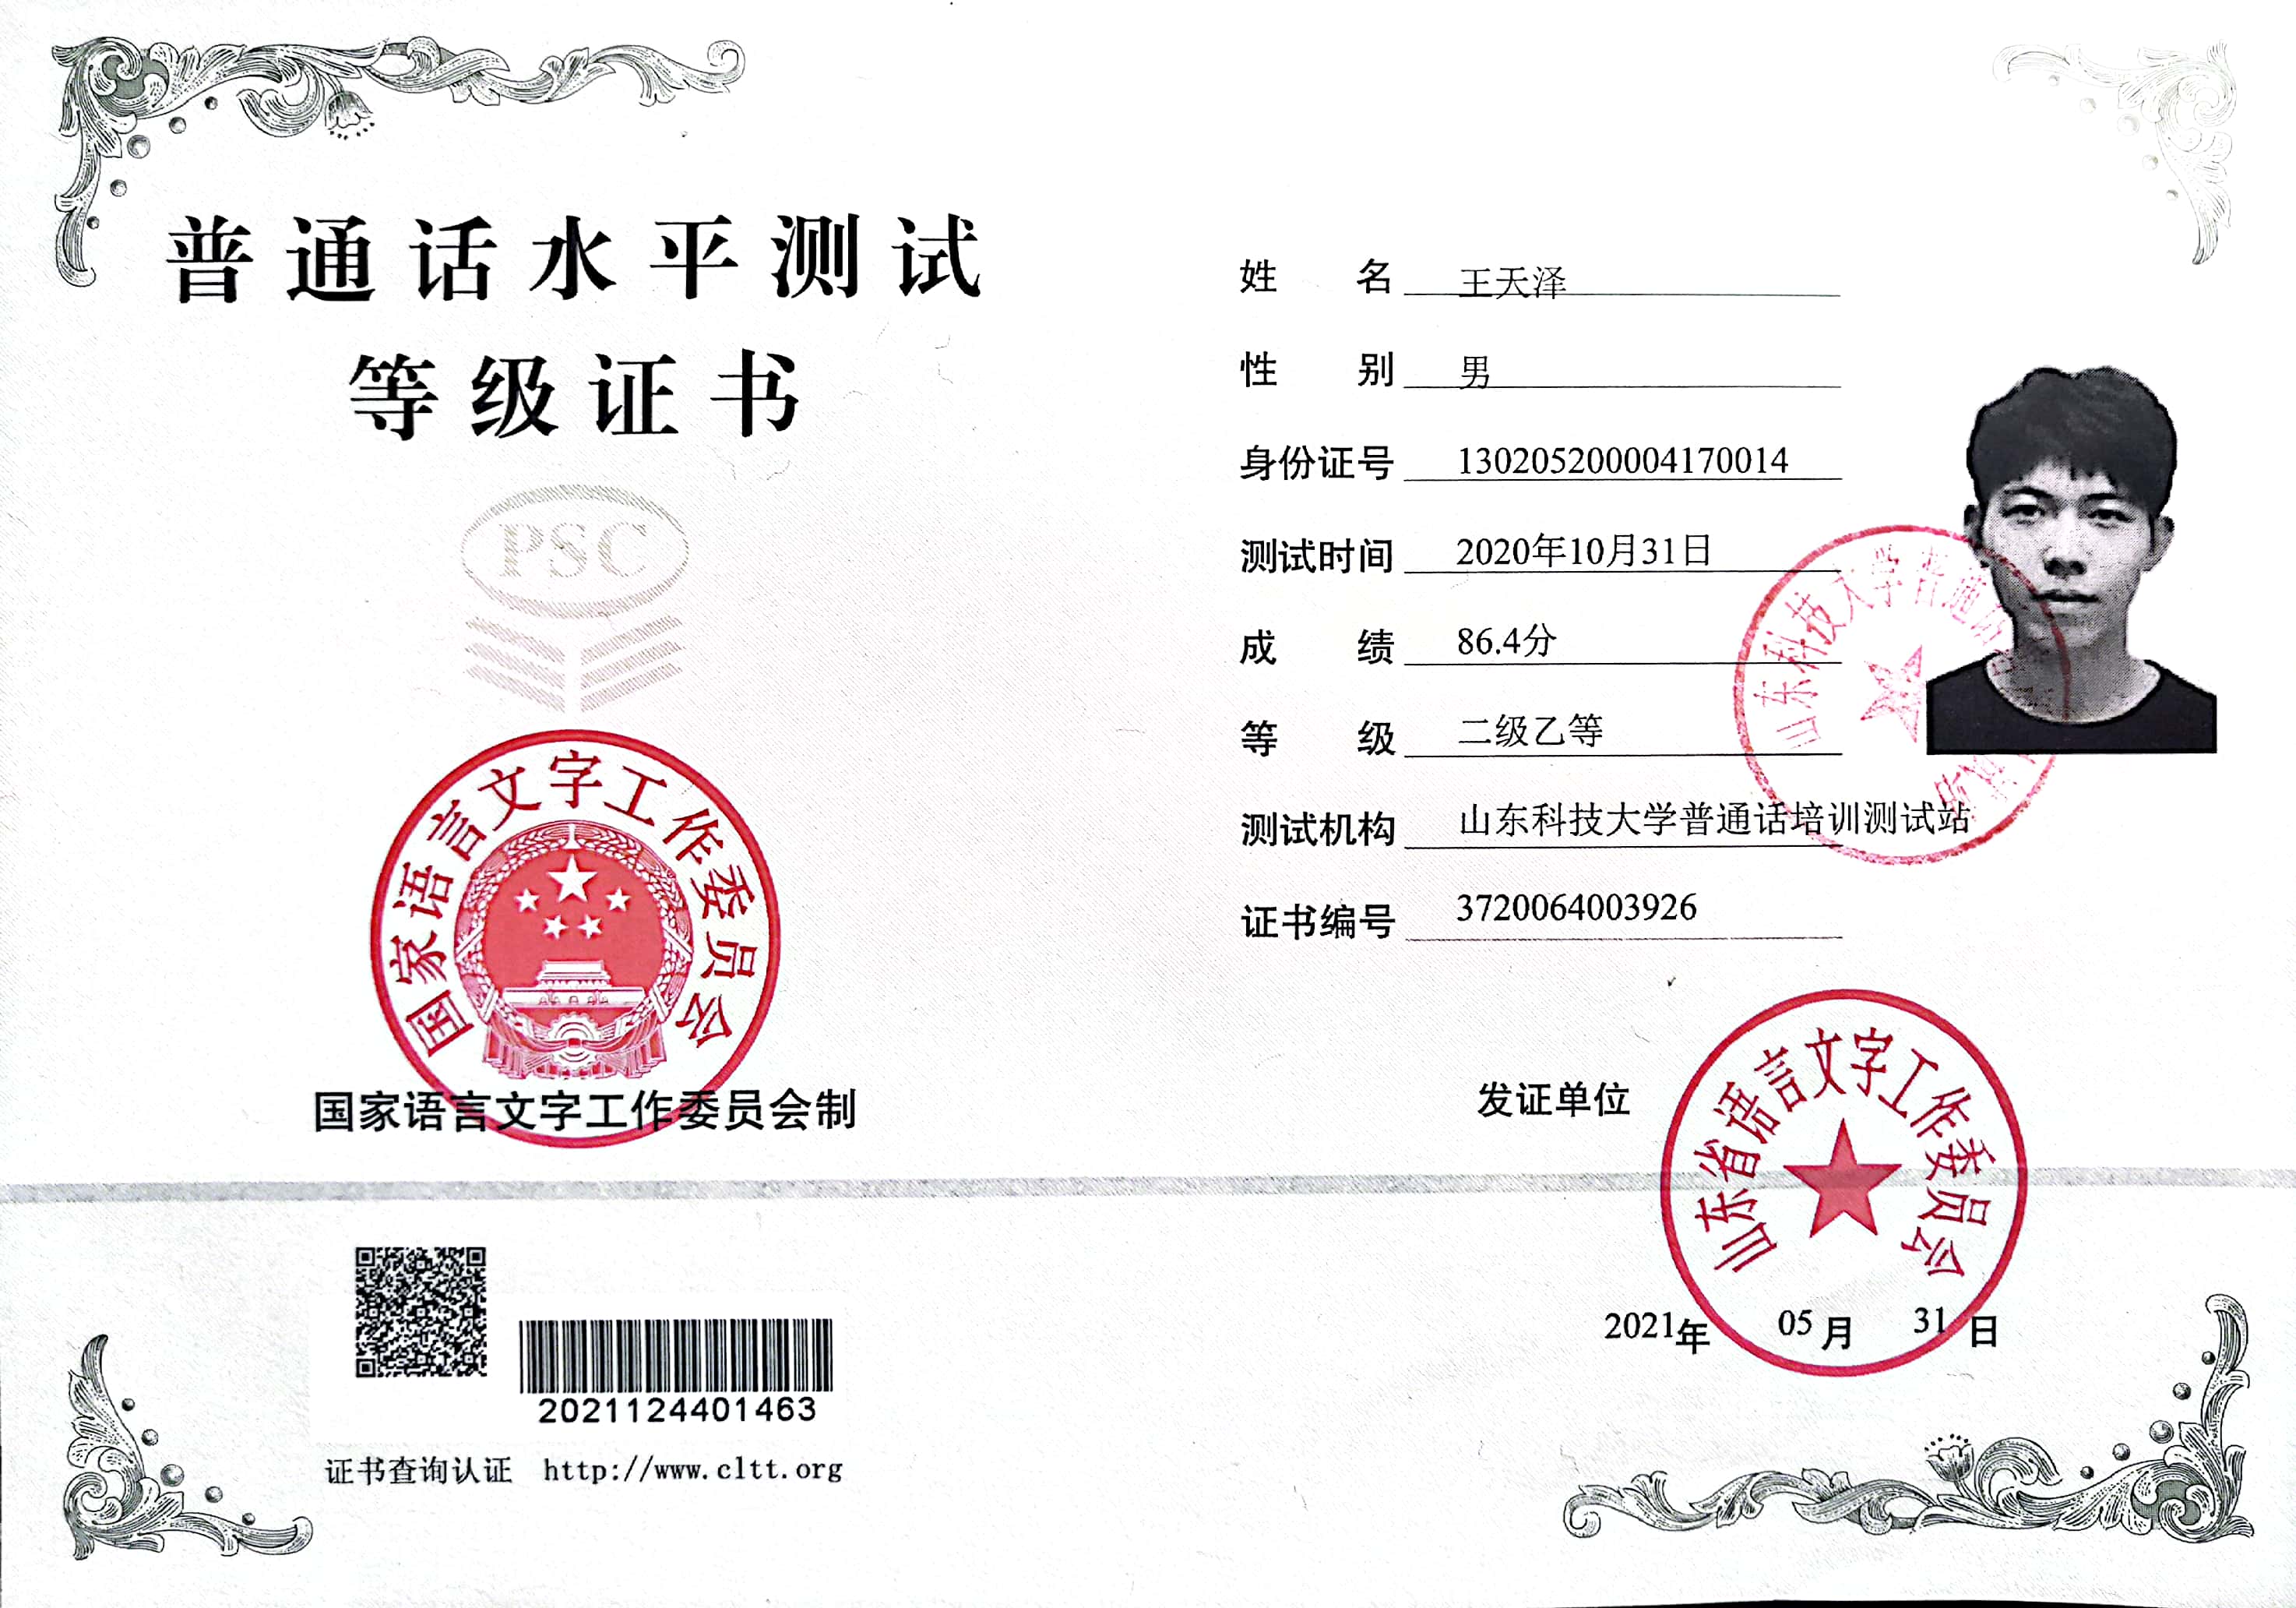 普通话水平测试
等级证书
PSC
国家语言文字工作委员会
国家语言文字工作委员会制
2021124401463
证书查询认证 http://www.cltt.org
姓名 王天泽
性别 男
身份证号 130205200004170014
测试时间 2020年10月31日
成绩 86.4分
等级 二级乙等
测试机构 山东科技大学普通话培训测试站
证书编号 3720064003926
山东科技大学普通话
发证单位
山东省语言文字工作委员会
2021年 05月 31日